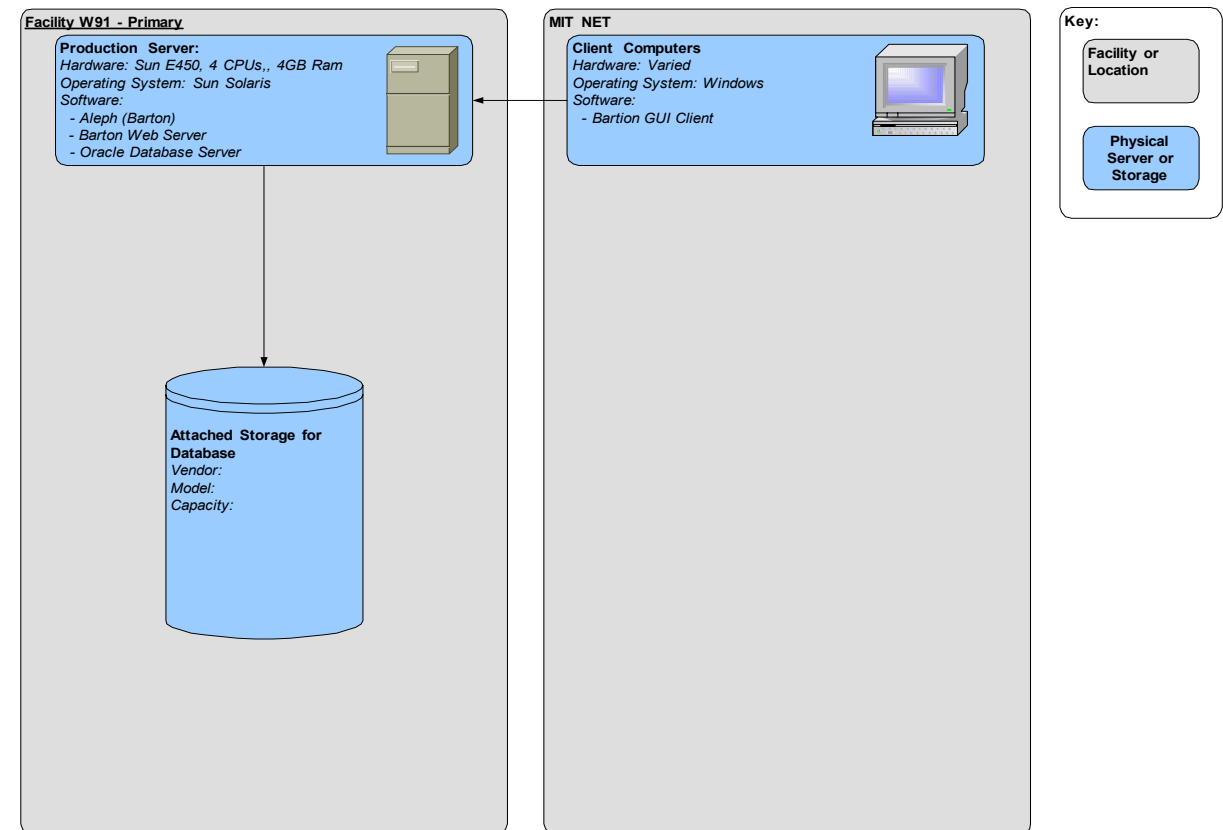 Facility W91 - Primary
Production Server:
Hardware: Sun E450, 4 CPUs,, 4GB Ram
Operating System: Sun Solaris
Software:
- Aleph (Barton)
- Barton Web Server
- Oracle Database Server
Attached Storage for
Database
Vendor:
Model:
Capacity:
MIT NET
Client Computers
Hardware: Varied
Operating System: Windows
Software:
- Bartion GUI Client
Key:
Facility or
Location
Physical
Server or
Storage